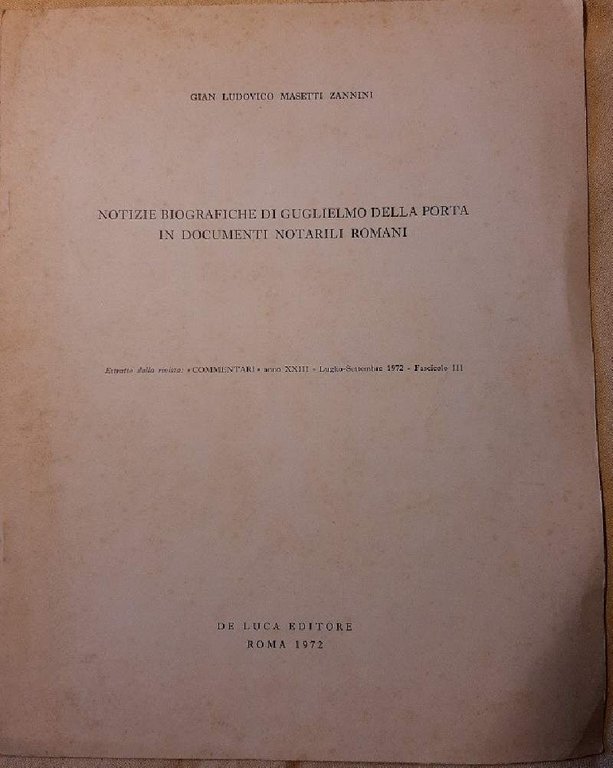 GIAN LUDOVICO MASETTI ZANNINI
NOTIZIE BIOGRAFICHE DI GUGLIELMO DELLA PORTA
IN DOCUMENTI NOTARILI ROMANI
Estratto dalla rivista: «COMMENTARI» anno XXIII - Luglio-Settembre 1972 - Fascicolo III
DE LUCA EDITORE
ROMA 1972